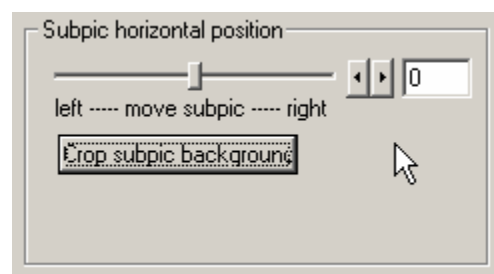 Subpic horizontal position
0
left ----- move subpic ----- right
Crop subpic background